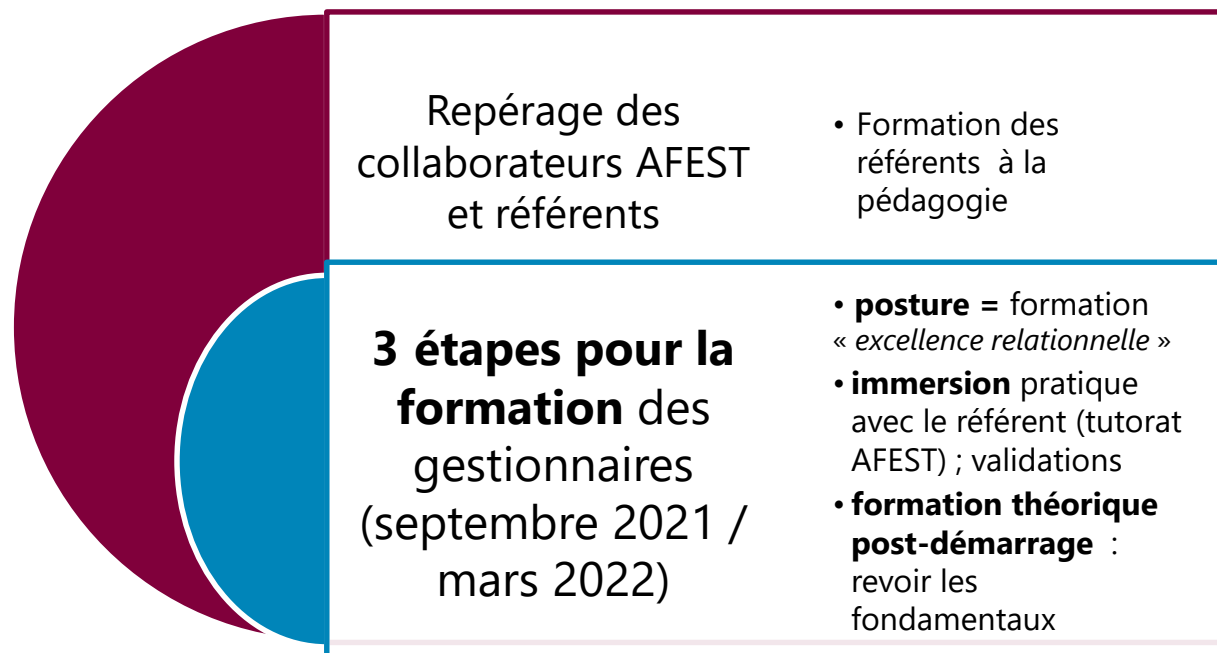 Repérage des
collaborateurs AFEST
et référents
• Formation des
référents à la
pédagogie
3 étapes pour la
formation des
gestionnaires
(septembre 2021 /
mars 2022)
• posture = formation
« excellence relationnelle »
• immersion pratique
avec le référent (tutorat
AFEST) ; validations
• formation théorique
post-démarrage :
revoir les
fondamentaux